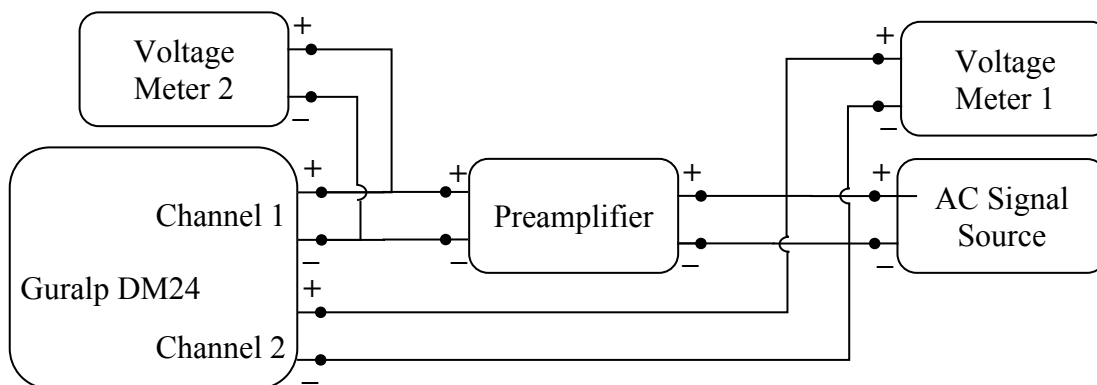 +
Voltage
Meter 2
−
+
Voltage
Meter 1
−
+
Channel 1
−
Guralp DM24
+
Channel 2
−
+
−
Preamplifier
+
−
+
AC Signal
Source
−